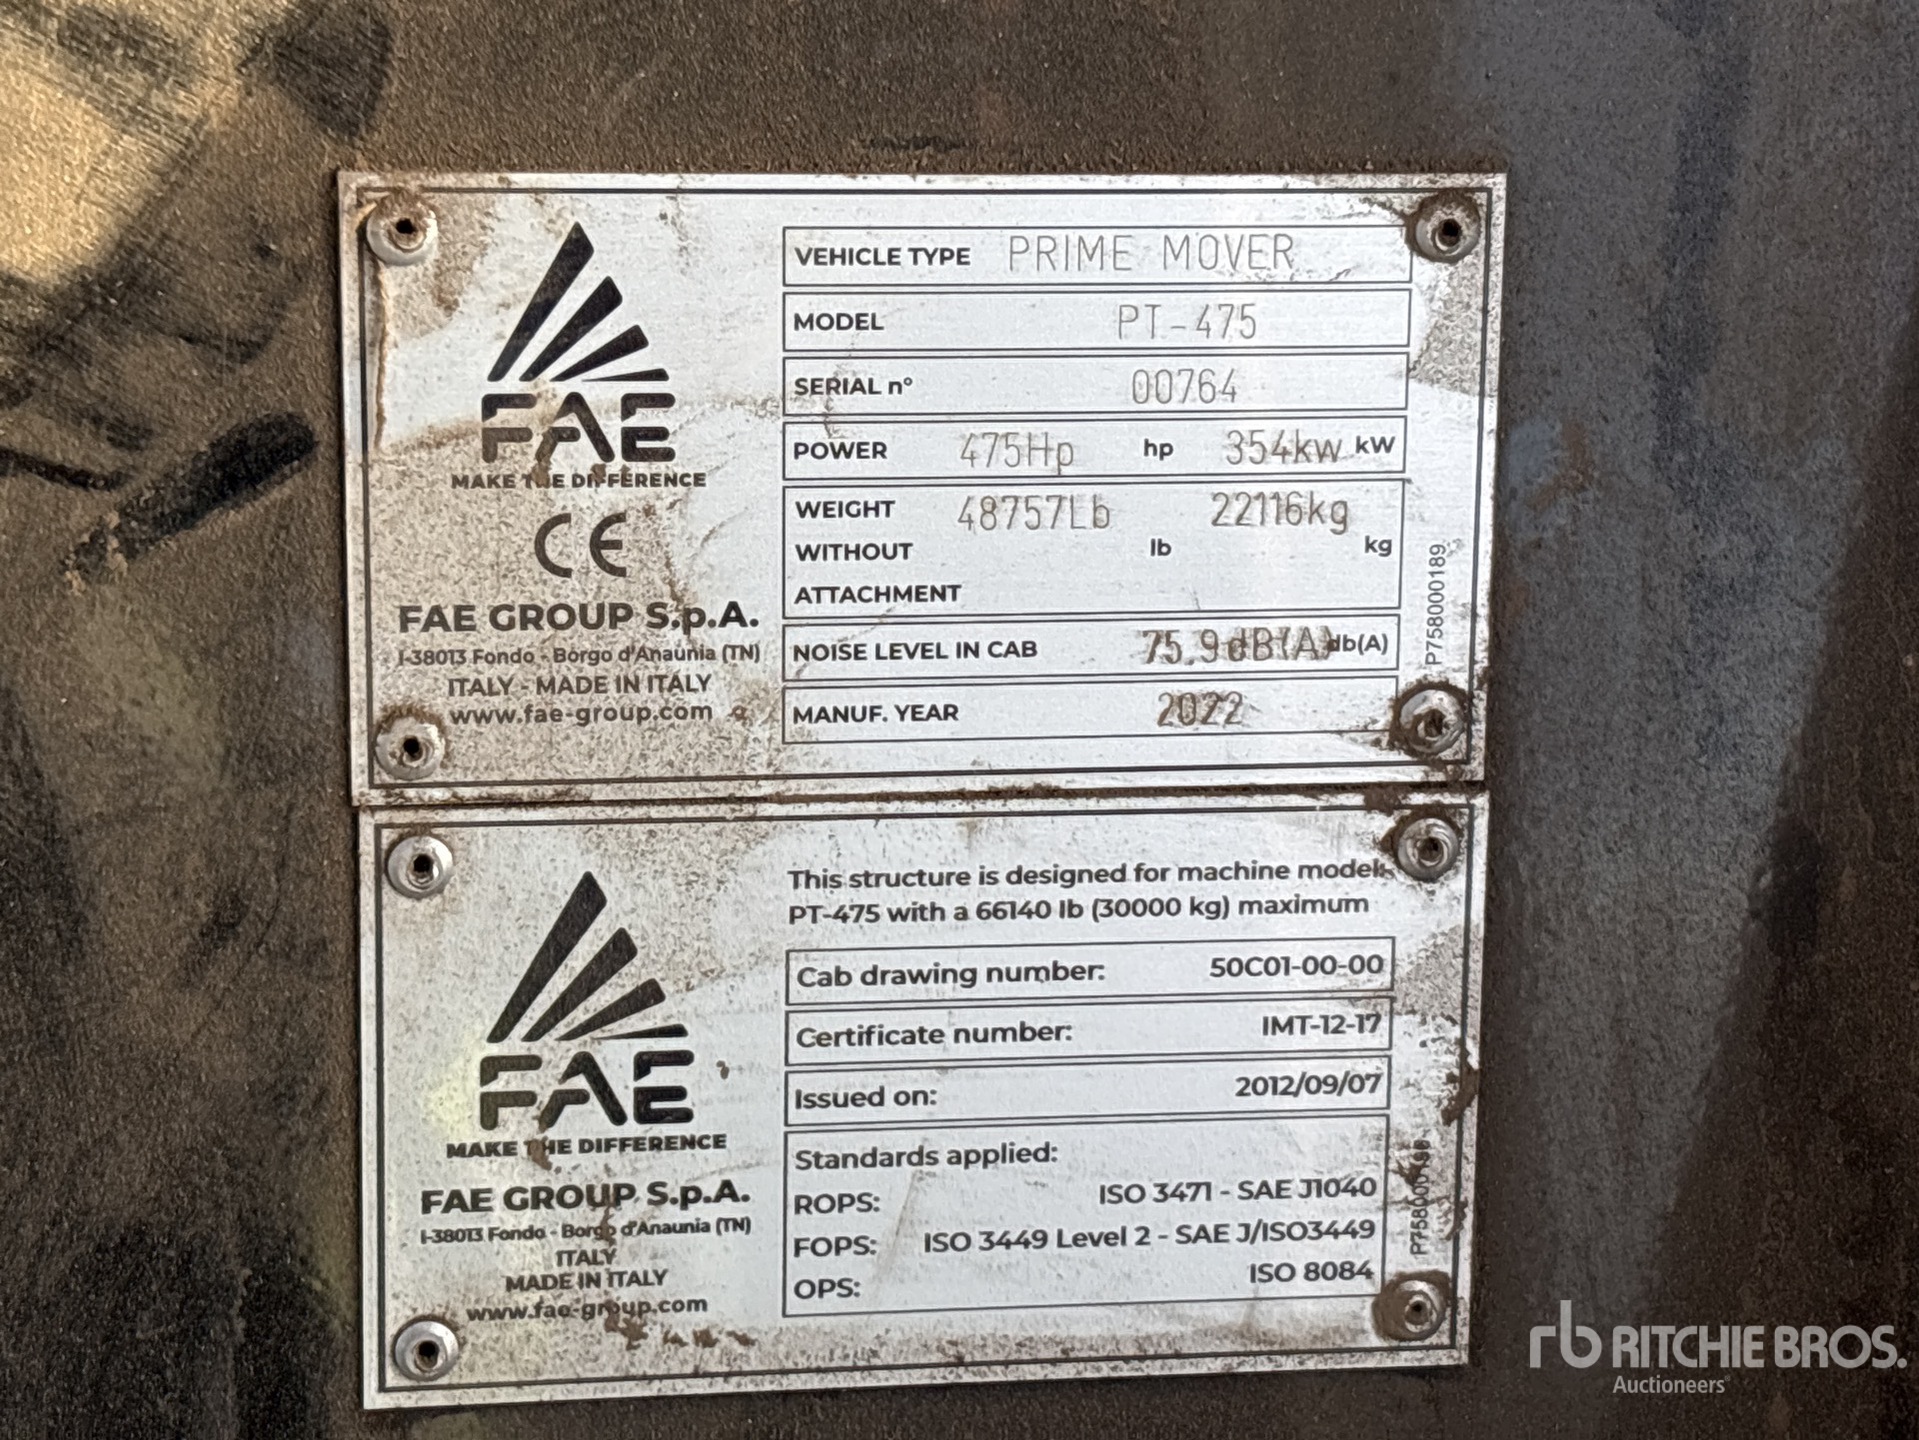 VEHICLE TYPE PRIME MOVER
MODEL PT-475
SERIAL n° 00764
POWER 475Hp hp 354kw kW
WEIGHT 48757Lb 22116kg
WITHOUT lb kg
ATTACHMENT
NOISE LEVEL IN CAB 75.9dB(A) db(A)
MANUF. YEAR 2022
P758000189
FAE
MAKE THE DIFFERENCE
CE
FAE GROUP S.p.A.
I-38013 Fondo - Borgo d'Anaunia (TN)
ITALY - MADE IN ITALY
www.fae-group.com
This structure is designed for machine model:
PT-475 with a 66140 lb (30000 kg) maximum
Cab drawing number: 50C01-00-00
Certificate number: IMT-12-17
Issued on: 2012/09/07
Standards applied:
ROPS: ISO 3471 - SAE J1040
FOPS: ISO 3449 Level 2 - SAE J/ISO3449
OPS: ISO 8084
FAE
MAKE THE DIFFERENCE
FAE GROUP S.p.A.
I-38013 Fondo - Borgo d'Anaunia (TN)
ITALY
MADE IN ITALY
www.fae-group.com
rb RITCHIE BROS.
Auctioneers